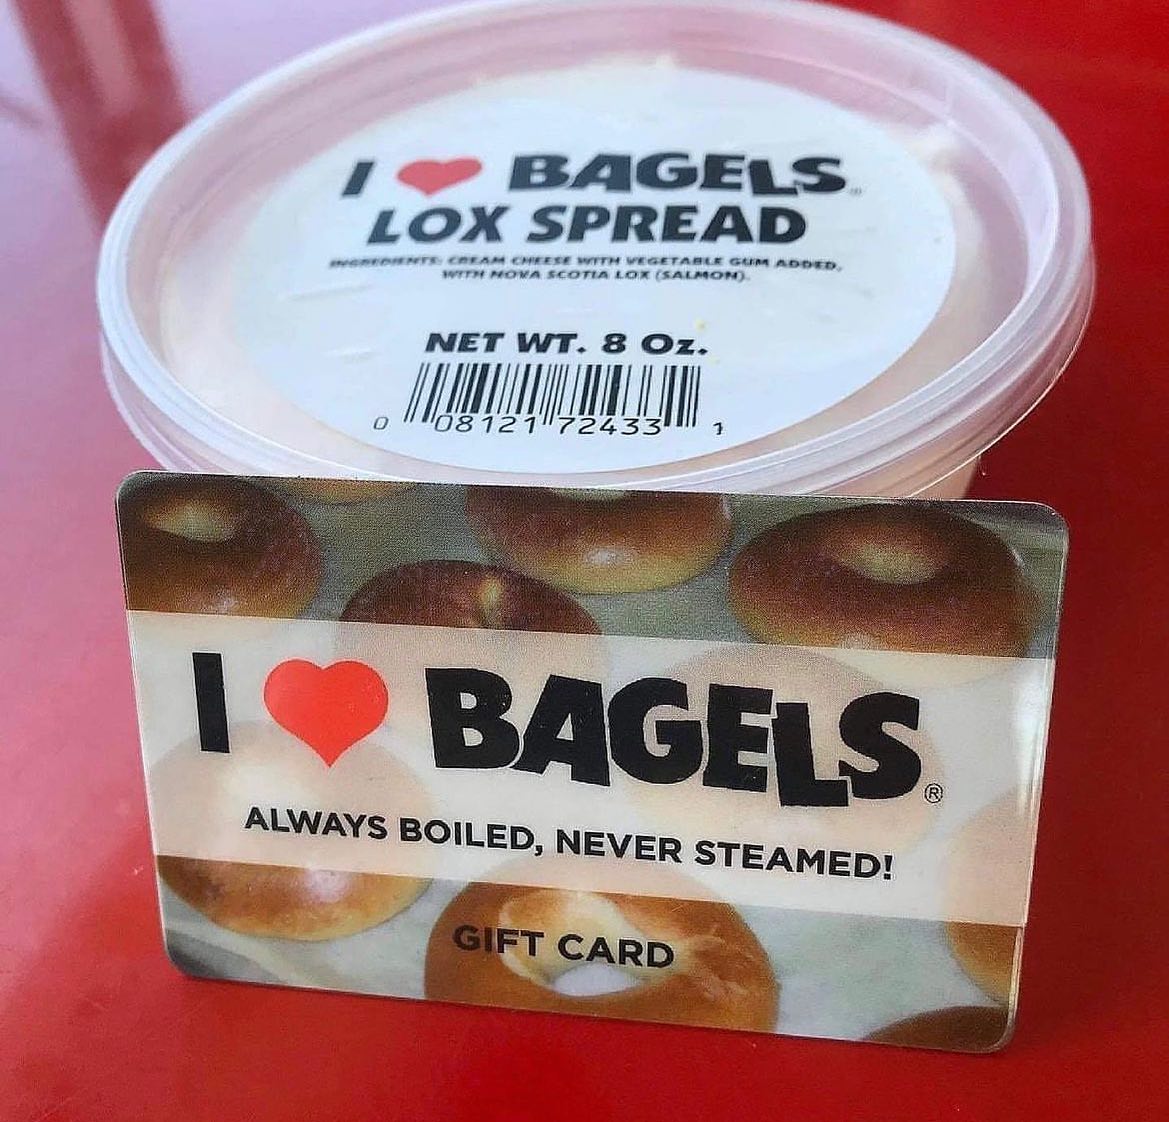 I ❤ BAGELS
LOX SPREAD
INGREDIENTS: CREAM CHEESE WITH VEGETABLE GUM ADDED,
WITH NOVA SCOTIA LOX (SALMON).
NET WT. 8 Oz.
0 08121 72433 1
I ❤ BAGELS®
ALWAYS BOILED, NEVER STEAMED!
GIFT CARD